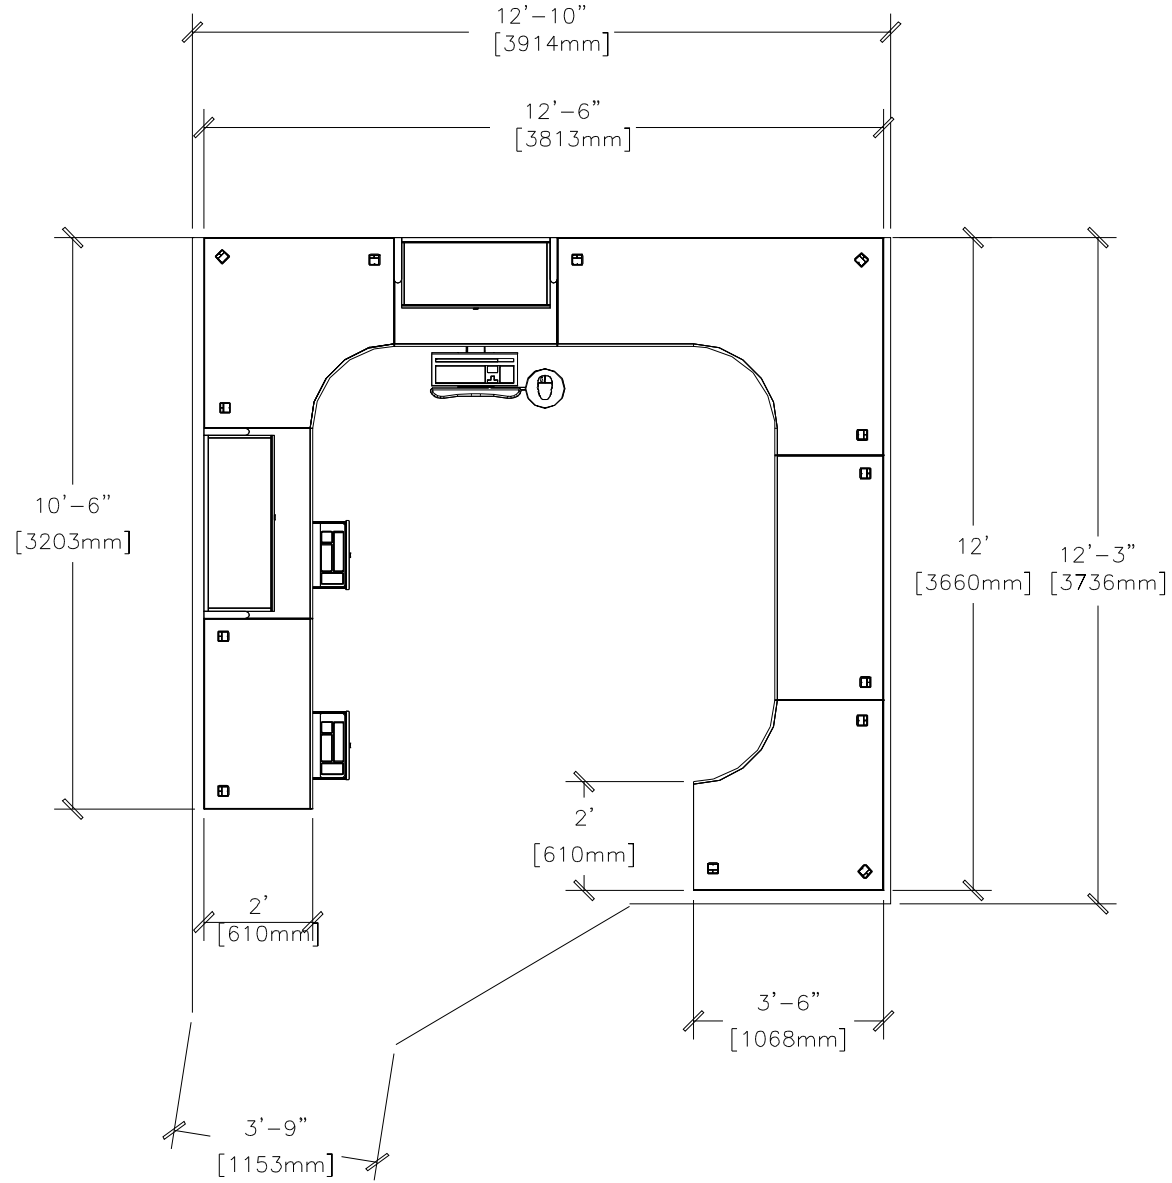 12’–10”
[3914mm]
12’–6”
[3813mm]
10’–6”
[3203mm]
12’
[3660mm]
12’–3”
[3736mm]
2’
[610mm]
2’
[610mm]
3’–6”
[1068mm]
3’–9”
[1153mm]